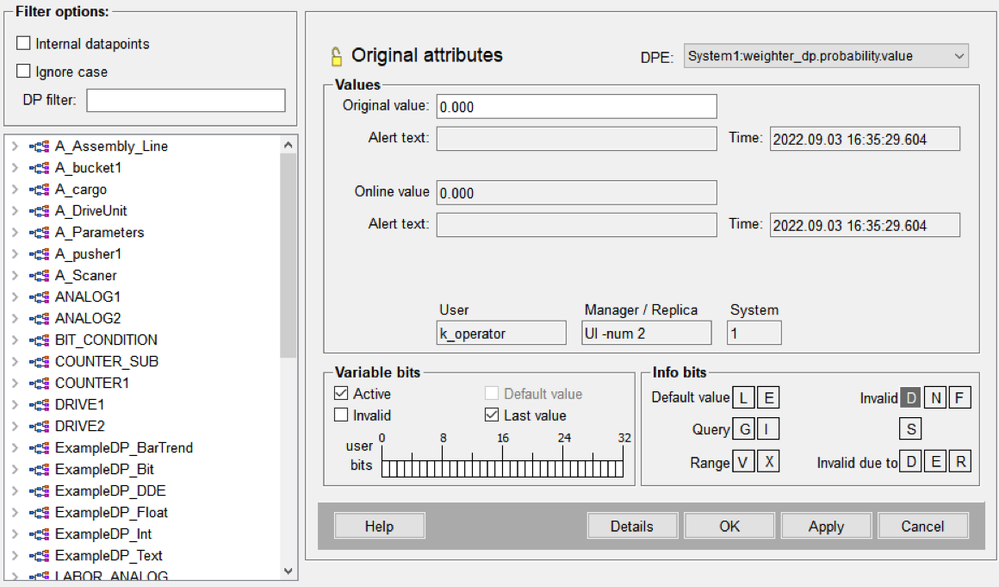 Filter options:
Internal datapoints
Ignore case
DP filter:
A_Assembly_Line
A_bucket1
A_cargo
A_DriveUnit
A_Parameters
A_pusher1
A_Scaner
ANALOG1
ANALOG2
BIT_CONDITION
COUNTER_SUB
COUNTER1
DRIVE1
DRIVE2
ExampleDP_BarTrend
ExampleDP_Bit
ExampleDP_DDE
ExampleDP_Float
ExampleDP_Int
ExampleDP_Text
LABOR_ANALOG
Original attributes
DPE: System1:weighter_dp.probability.value
Values
Original value: 0.000
Alert text: Time: 2022.09.03 16:35:29.604
Online value 0.000
Alert text: Time: 2022.09.03 16:35:29.604
User Manager / Replica System
k_operator UI -num 2 1
Variable bits
Active Default value
Invalid Last value
0 8 16 24 32
user
bits
Info bits
Default value L E Invalid D N F
Query G I S
Range V X Invalid due to D E R
Help Details OK Apply Cancel